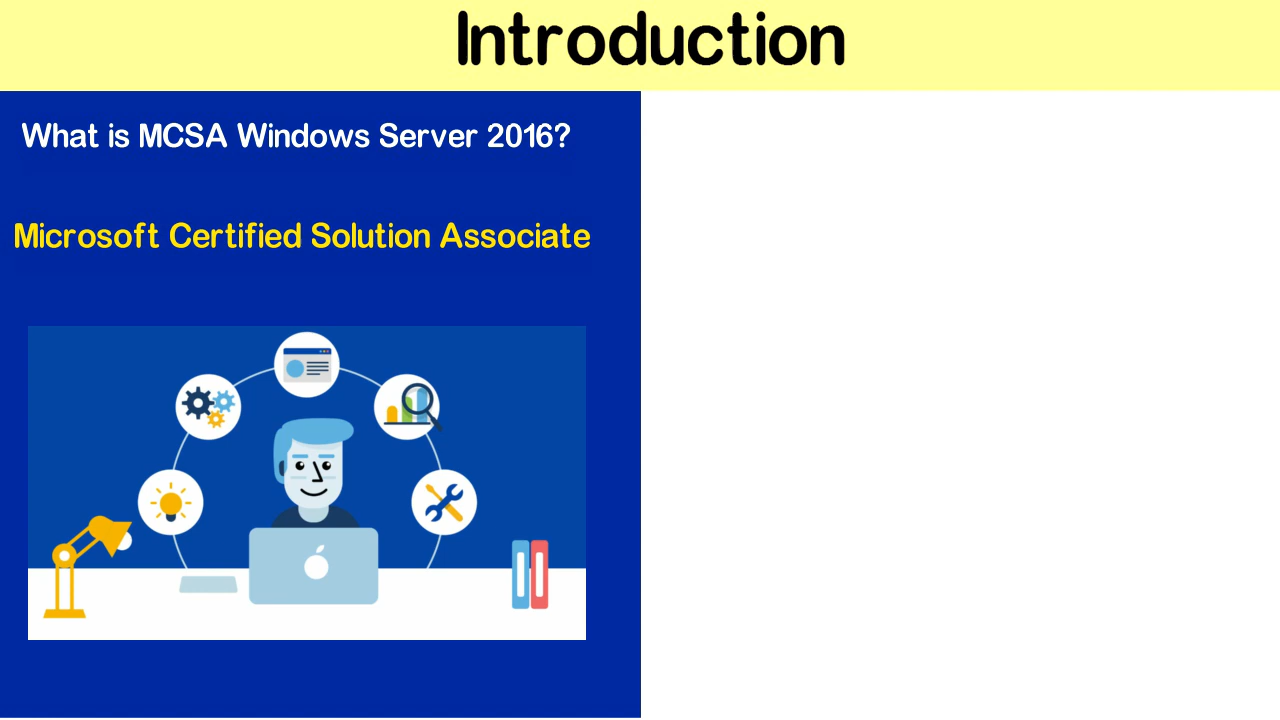 Introduction
What is MCSA Windows Server 2016?
Microsoft Certified Solution Associate